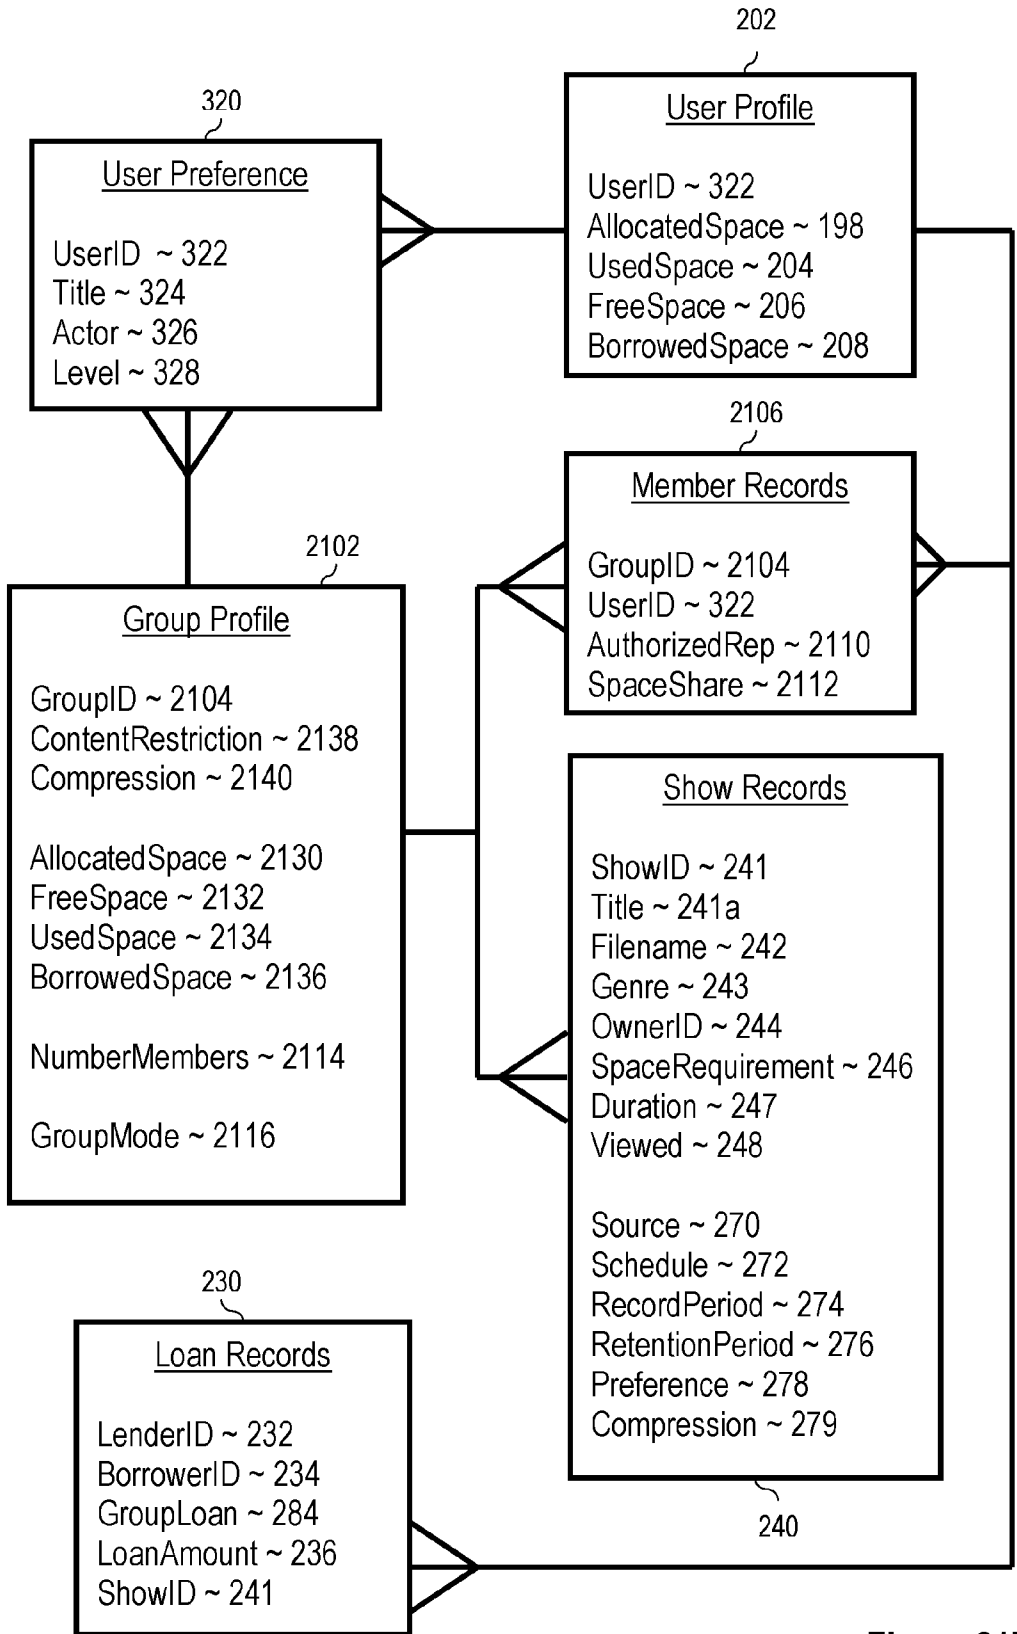 202
User Profile
UserID ~ 322
AllocatedSpace ~ 198
UsedSpace ~ 204
FreeSpace ~ 206
BorrowedSpace ~ 208
320
User Preference
UserID ~ 322
Title ~ 324
Actor ~ 326
Level ~ 328
2106
Member Records
GroupID ~ 2104
UserID ~ 322
AuthorizedRep ~ 2110
SpaceShare ~ 2112
2102
Group Profile
GroupID ~ 2104
ContentRestriction ~ 2138
Compression ~ 2140
AllocatedSpace ~ 2130
FreeSpace ~ 2132
UsedSpace ~ 2134
BorrowedSpace ~ 2136
NumberMembers ~ 2114
GroupMode ~ 2116
Show Records
ShowID ~ 241
Title ~ 241a
Filename ~ 242
Genre ~ 243
OwnerID ~ 244
SpaceRequirement ~ 246
Duration ~ 247
Viewed ~ 248
Source ~ 270
Schedule ~ 272
RecordPeriod ~ 274
RetentionPeriod ~ 276
Preference ~ 278
Compression ~ 279
240
230
Loan Records
LenderID ~ 232
BorrowerID ~ 234
GroupLoan ~ 284
LoanAmount ~ 236
ShowID ~ 241